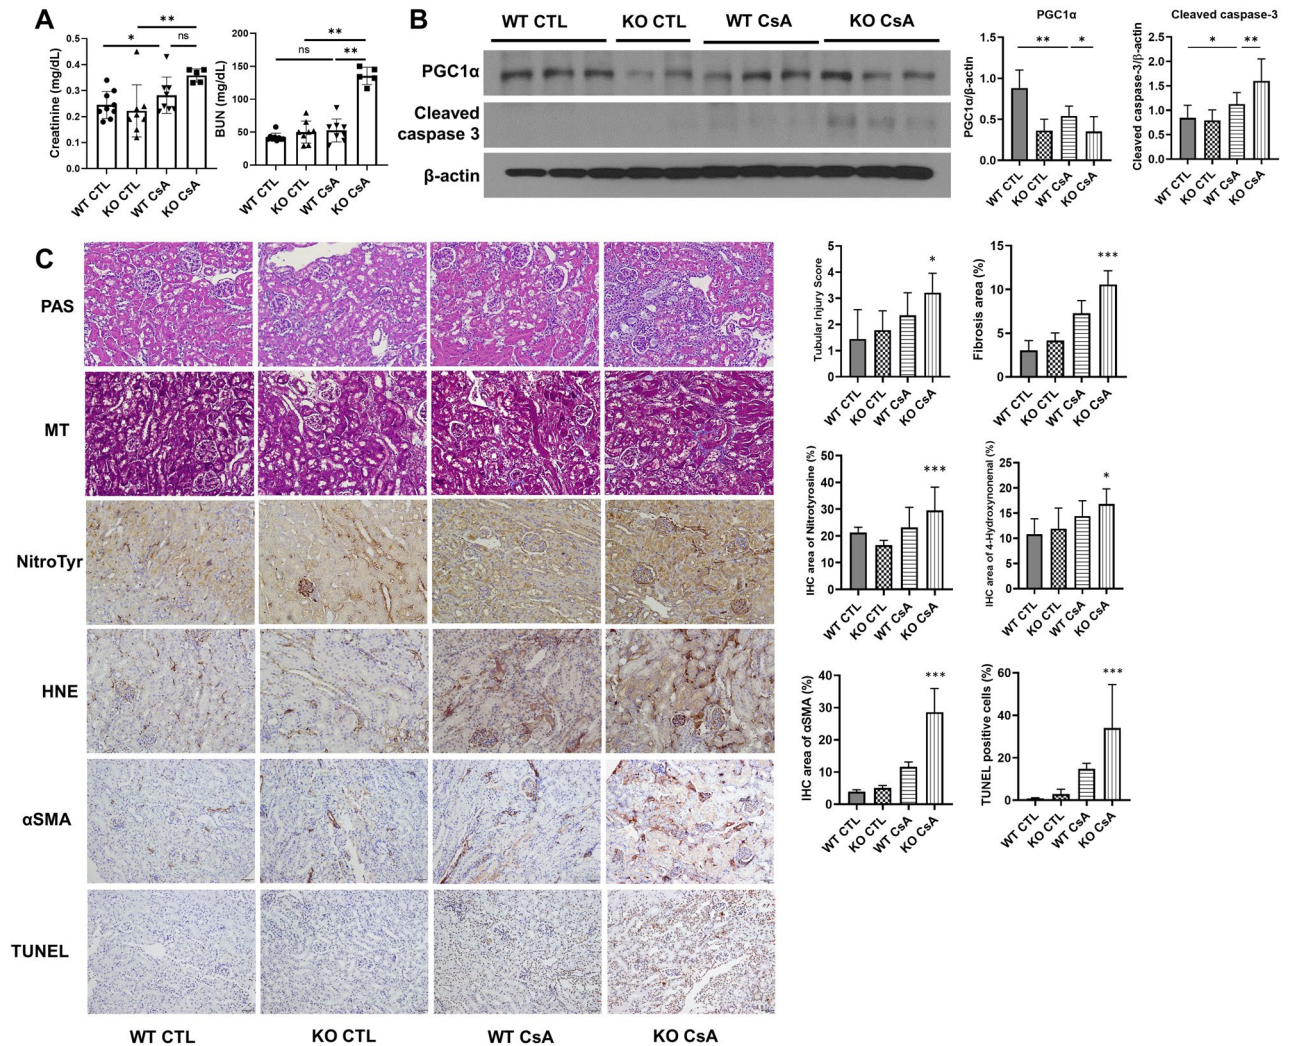 A
**
*
ns
Creatinine (mg/dL)
0.5
0.4
0.3
0.2
0.1
0.0
WT CTL
KO CTL
WT CsA
KO CsA
**
ns
**
BUN (mg/dL)
200
150
100
50
0
WT CTL
KO CTL
WT CsA
KO CsA
B
WT CTL
KO CTL
WT CsA
KO CsA
PGC1α
Cleaved
caspase 3
β-actin
PGC1α
**
*
PGC1α/β-actin
1.5
1.0
0.5
0.0
WT CTL
KO CTL
WT CsA
KO CsA
Cleaved caspase-3
*
**
Cleaved caspase-3/β-actin
2.5
2.0
1.5
1.0
0.5
0.0
WT CTL
KO CTL
WT CsA
KO CsA
C
PAS
MT
NitroTyr
HNE
αSMA
TUNEL
WT CTL
KO CTL
WT CsA
KO CsA
Tubular Injury Score
5
4
3
2
1
0
*
WT CTL
KO CTL
WT CsA
KO CsA
Fibrosis area (%)
15
10
5
0
***
WT CTL
KO CTL
WT CsA
KO CsA
IHC area of Nitrotyrosine (%)
50
40
30
20
10
0
***
WT CTL
KO CTL
WT CsA
KO CsA
IHC area of 4-Hydroxynonenal (%)
25
20
15
10
5
0
*
WT CTL
KO CTL
WT CsA
KO CsA
IHC area of αSMA (%)
40
30
20
10
0
***
WT CTL
KO CTL
WT CsA
KO CsA
TUNEL positive cells (%)
60
40
20
0
***
WT CTL
KO CTL
WT CsA
KO CsA